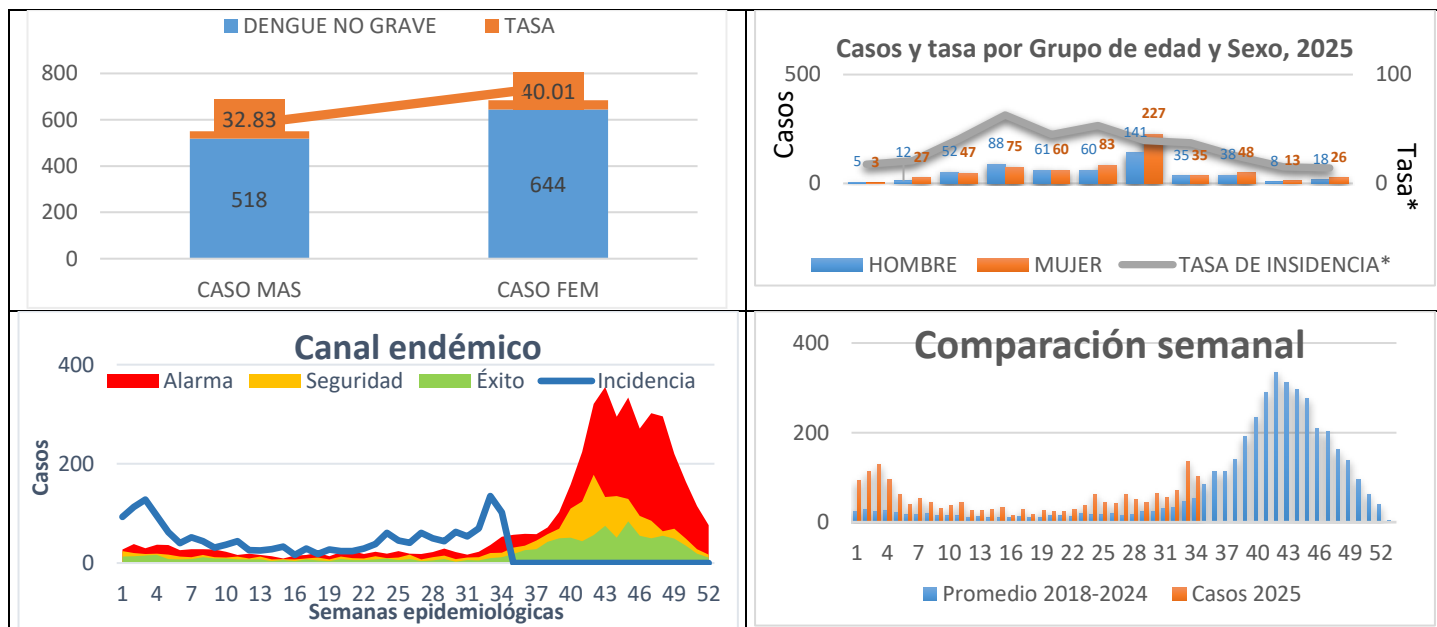 DENGUE NO GRAVE TASA
800
600
400
200
0
32.83
40.01
518
644
CASO MAS CASO FEM
Casos y tasa por Grupo de edad y Sexo, 2025
500
0
Casos
100
0
Tasa*
5 3 12 27 52 47 88 75 61 60 60 83 141 227 35 35 38 48 8 13 18 26
HOMBRE MUJER TASA DE INSIDENCIA*
Canal endémico
Alarma Seguridad Éxito Incidencia
400
200
0
Casos
1 4 7 10 13 16 19 22 25 28 31 34 37 40 43 46 49 52
Semanas epidemiológicas
Comparación semanal
400
200
0
1 4 7 10 13 16 19 22 25 28 31 34 37 40 43 46 49 52
Promedio 2018-2024 Casos 2025